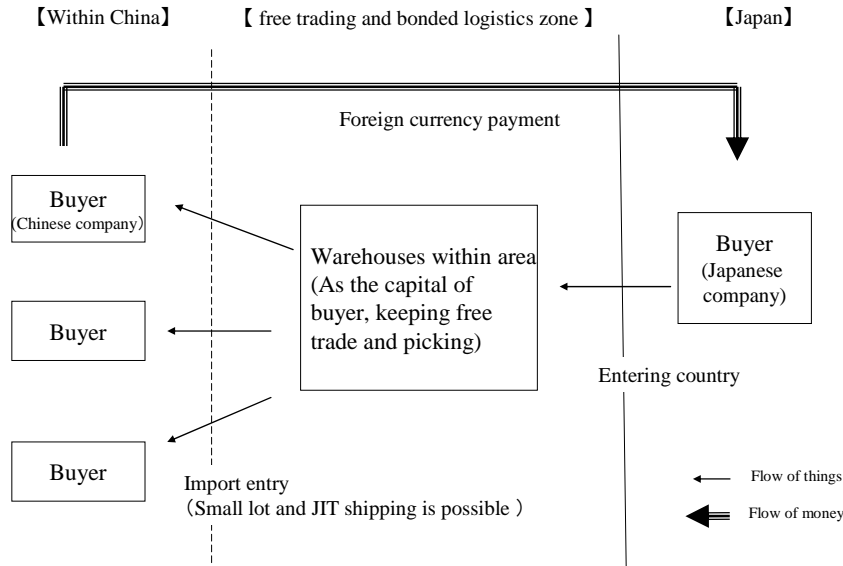 【Within China】
【 free trading and bonded logistics zone 】
【Japan】
Foreign currency payment
Buyer
(Chinese company）
Warehouses within area
(As the capital of
buyer, keeping free
trade and picking)
Buyer
(Japanese
company)
Buyer
Entering country
Buyer
Import entry
（Small lot and JIT shipping is possible ）
Flow of things
Flow of money